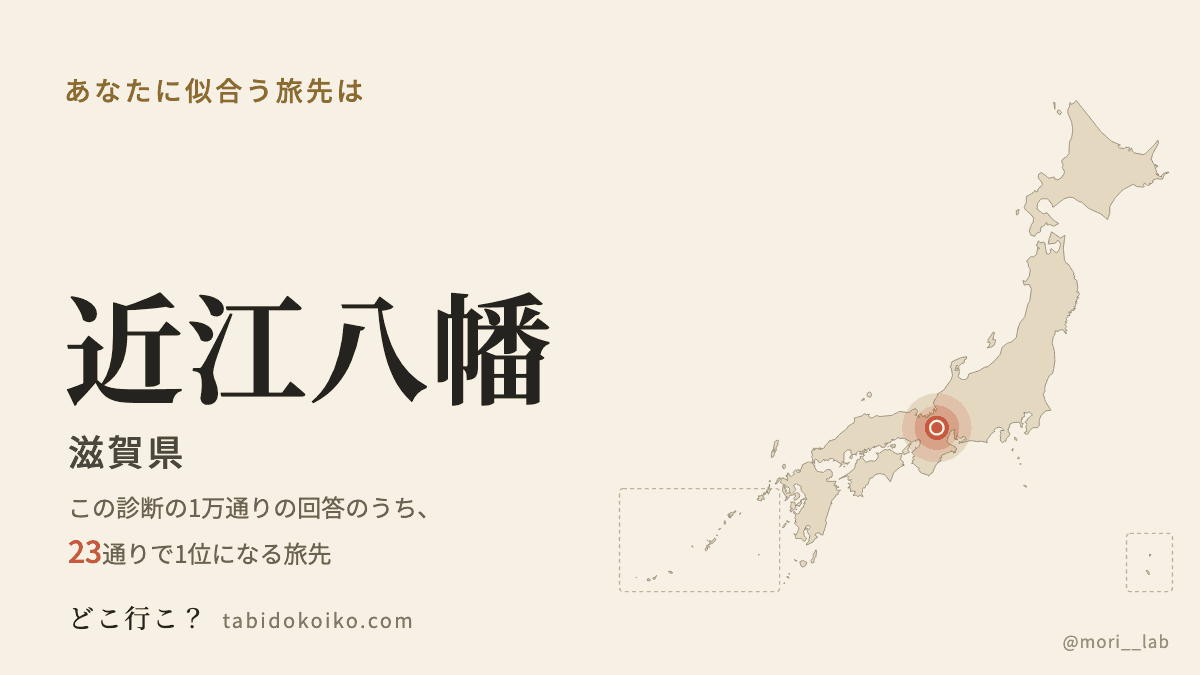 あなたに似合う旅先は
近江八幡
滋賀県
この診断の1万通りの回答のうち、
23通りで1位になる旅先
どこ行こ？ tabidokoiko.com
@mori__lab